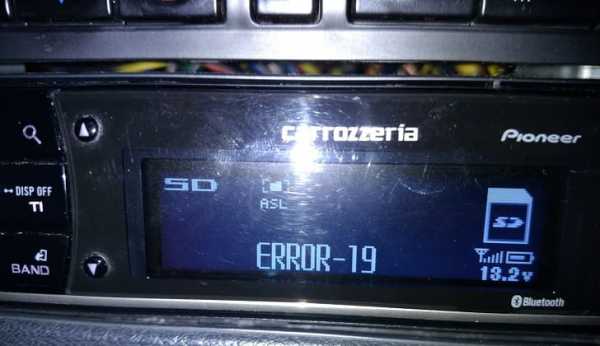 carrozzeria
Pioneer
DISP OFF
TI
BAND
SD
ASL
SD
ERROR-19
13.2v
Bluetooth